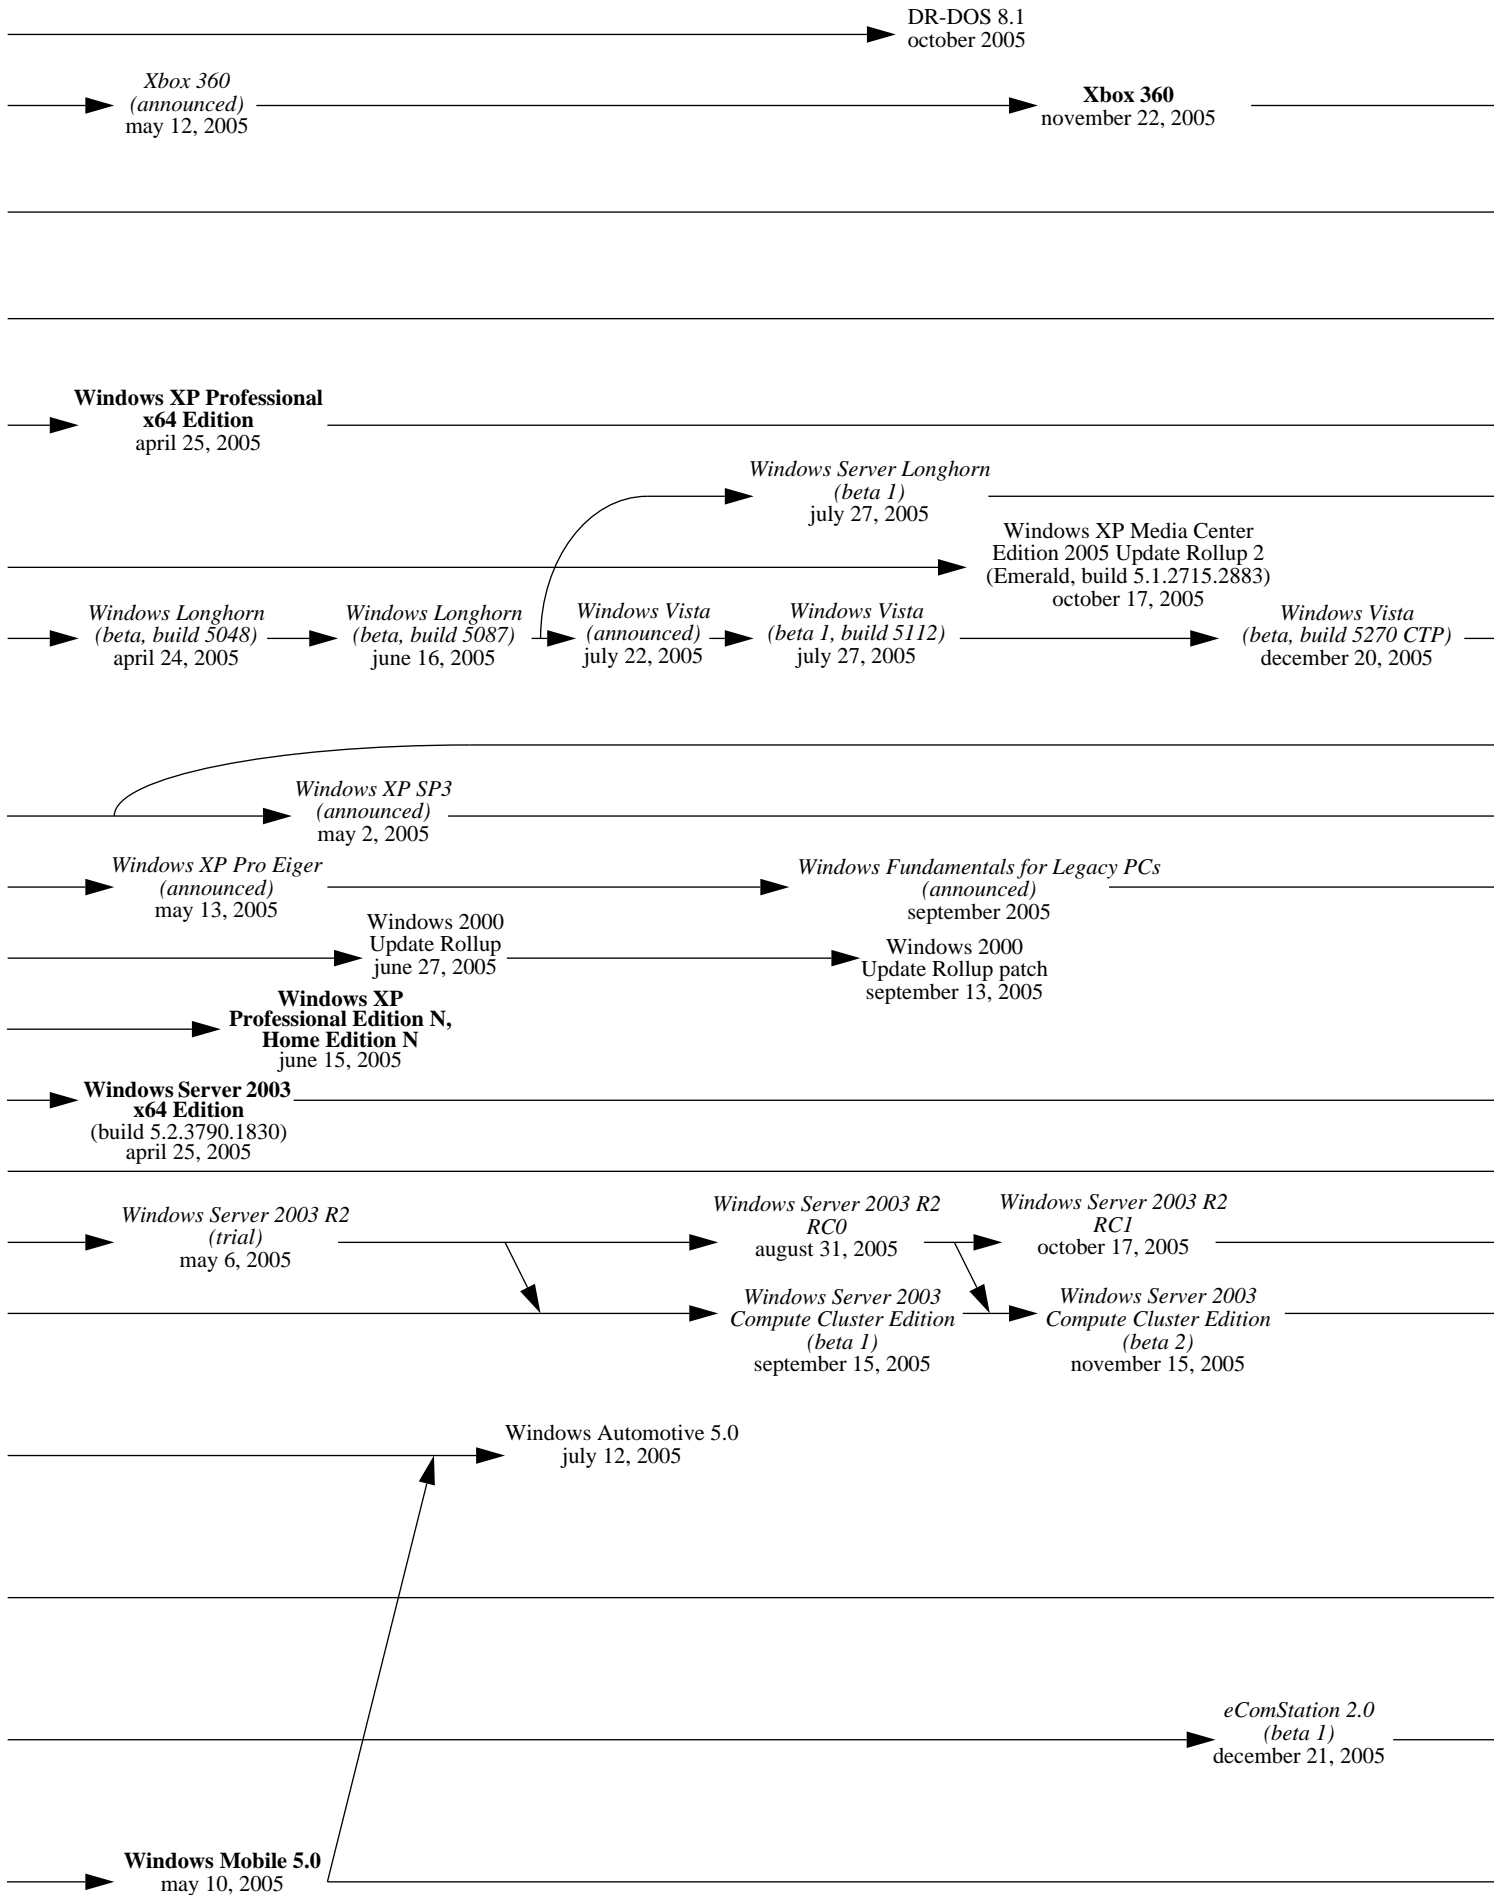 DR-DOS 8.1
october 2005
Xbox 360
(announced)
may 12, 2005
Xbox 360
november 22, 2005
Windows XP Professional
x64 Edition
april 25, 2005
Windows Server Longhorn
(beta 1)
july 27, 2005
Windows XP Media Center
Edition 2005 Update Rollup 2
(Emerald, build 5.1.2715.2883)
october 17, 2005
Windows Longhorn
(beta, build 5048)
april 24, 2005
Windows Longhorn
(beta, build 5087)
june 16, 2005
Windows Vista
(announced)
july 22, 2005
Windows Vista
(beta 1, build 5112)
july 27, 2005
Windows Vista
(beta, build 5270 CTP)
december 20, 2005
Windows XP SP3
(announced)
may 2, 2005
Windows XP Pro Eiger
(announced)
may 13, 2005
Windows Fundamentals for Legacy PCs
(announced)
september 2005
Windows 2000
Update Rollup
june 27, 2005
Windows 2000
Update Rollup patch
september 13, 2005
Windows XP
Professional Edition N,
Home Edition N
june 15, 2005
Windows Server 2003
x64 Edition
(build 5.2.3790.1830)
april 25, 2005
Windows Server 2003 R2
(trial)
may 6, 2005
Windows Server 2003 R2
RC0
august 31, 2005
Windows Server 2003 R2
RC1
october 17, 2005
Windows Server 2003
Compute Cluster Edition
(beta 1)
september 15, 2005
Windows Server 2003
Compute Cluster Edition
(beta 2)
november 15, 2005
Windows Automotive 5.0
july 12, 2005
eComStation 2.0
(beta 1)
december 21, 2005
Windows Mobile 5.0
may 10, 2005